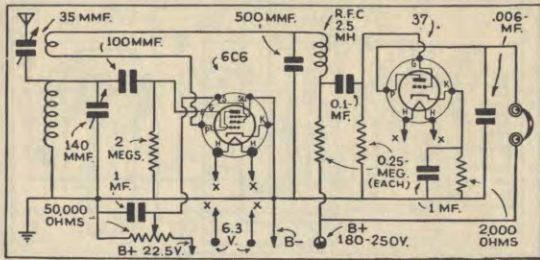 35 MMF.
100 MMF.
6C6
500 MMF.
R.F.C
2.5
MH
37
.006-
MF.
140
MMF.
2
MEGS.
P
H
H
K
0.1-
MF.
G
P
K
H
H
X
X
X
X
X
X
1
MF.
50,000
OHMS
B+ 22.5V.
6.3
V.
B-
0.25-
MEG.
(EACH)
1 MF.
B+
180-250V.
2,000
OHMS